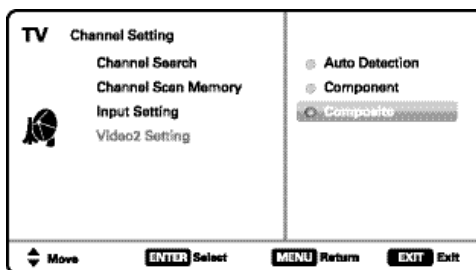 TV Channel Setting
Channel Search
Channel Scan Memory
Input Setting
Video2 Setting
Auto Detection
Component
Composite
Move ENTER Select MENU Return EXIT Exit